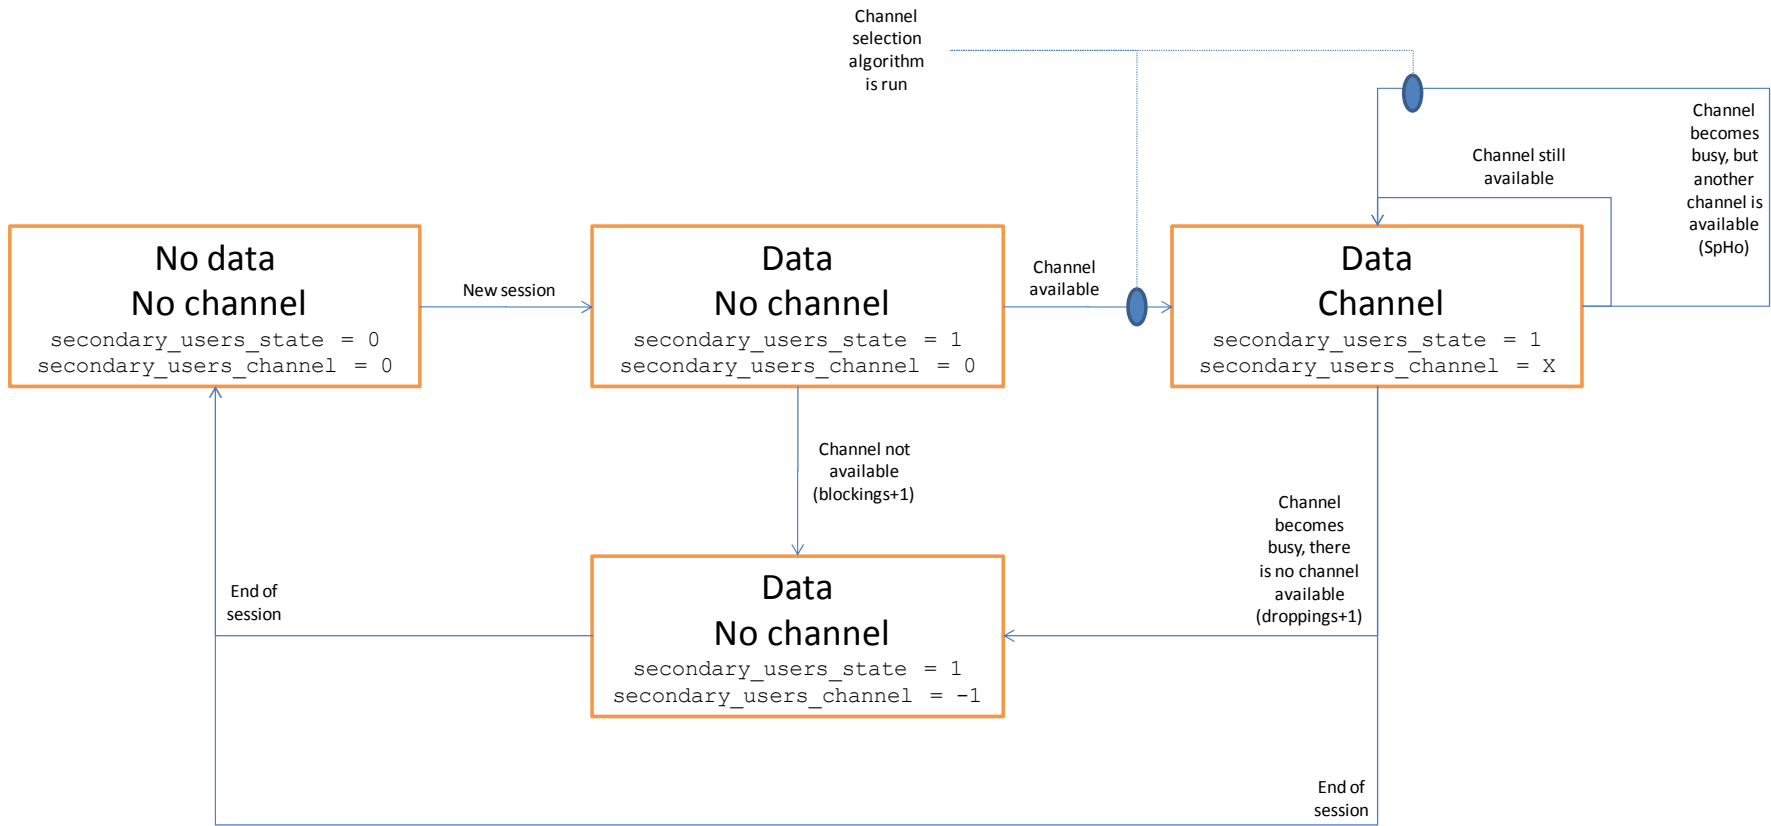 Channel
selection
algorithm
is run
Channel
becomes
busy, but
another
channel is
available
(SpHo)
Channel still
available
No data
No channel
secondary_users_state = 0
secondary_users_channel = 0
New session
Data
No channel
secondary_users_state = 1
secondary_users_channel = 0
Channel
available
Data
Channel
secondary_users_state = 1
secondary_users_channel = X
Channel not
available
(blockings+1)
Channel
becomes
busy, there
is no channel
available
(droppings+1)
End of
session
Data
No channel
secondary_users_state = 1
secondary_users_channel = -1
End of
session